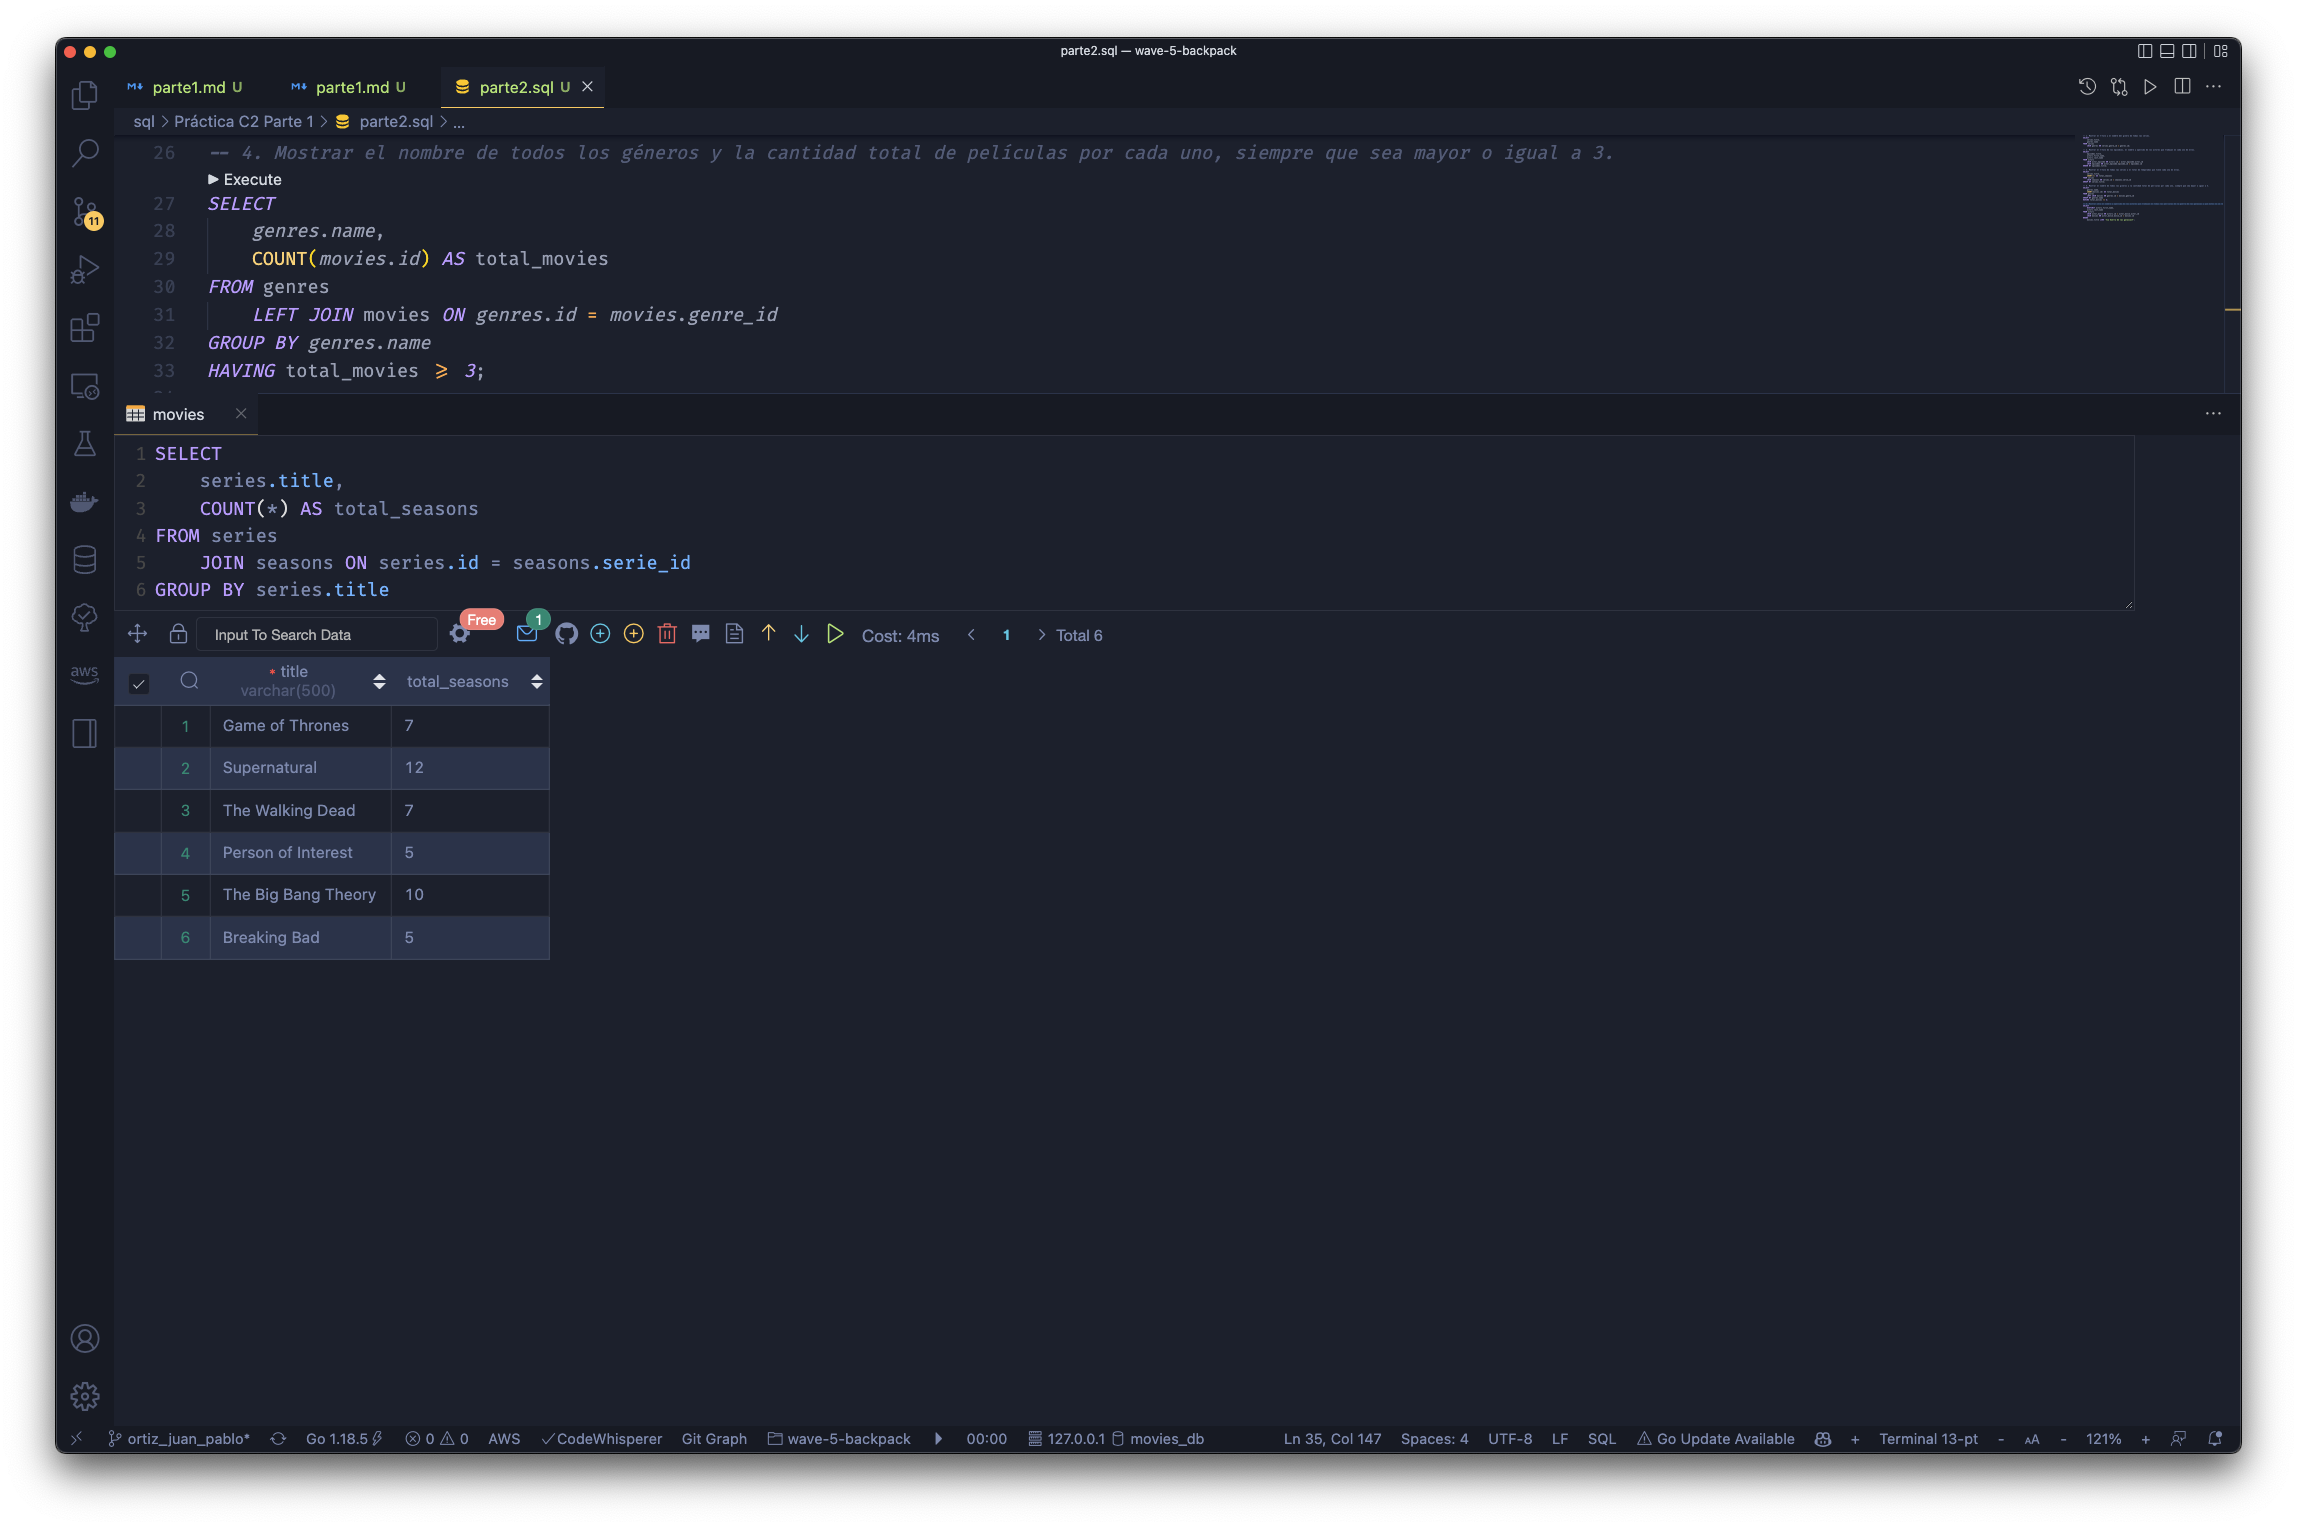 parte2.sql — wave-5-backpack
parte1.md U
parte1.md U
parte2.sql U
sql > Práctica C2 Parte 1 > parte2.sql > ...
26 -- 4. Mostrar el nombre de todos los géneros y la cantidad total de películas por cada uno, siempre que sea mayor o igual a 3.
Execute
27 SELECT
28 genres.name,
29 COUNT(movies.id) AS total_movies
30 FROM genres
31 LEFT JOIN movies ON genres.id = movies.genre_id
32 GROUP BY genres.name
33 HAVING total_movies ⩾ 3;
movies
1 SELECT
2 series.title,
3 COUNT(*) AS total_seasons
4 FROM series
5 JOIN seasons ON series.id = seasons.serie_id
6 GROUP BY series.title
Input To Search Data Free 1 Cost: 4ms < 1 > Total 6
* title
varchar(500)
total_seasons
1 Game of Thrones 7
2 Supernatural 12
3 The Walking Dead 7
4 Person of Interest 5
5 The Big Bang Theory 10
6 Breaking Bad 5
11
aws
ortiz_juan_pablo* Go 1.18.5 0 0 AWS CodeWhisperer Git Graph wave-5-backpack 00:00 127.0.0.1 movies_db Ln 35, Col 147 Spaces: 4 UTF-8 LF SQL Go Update Available + Terminal 13-pt - AA - 121% +